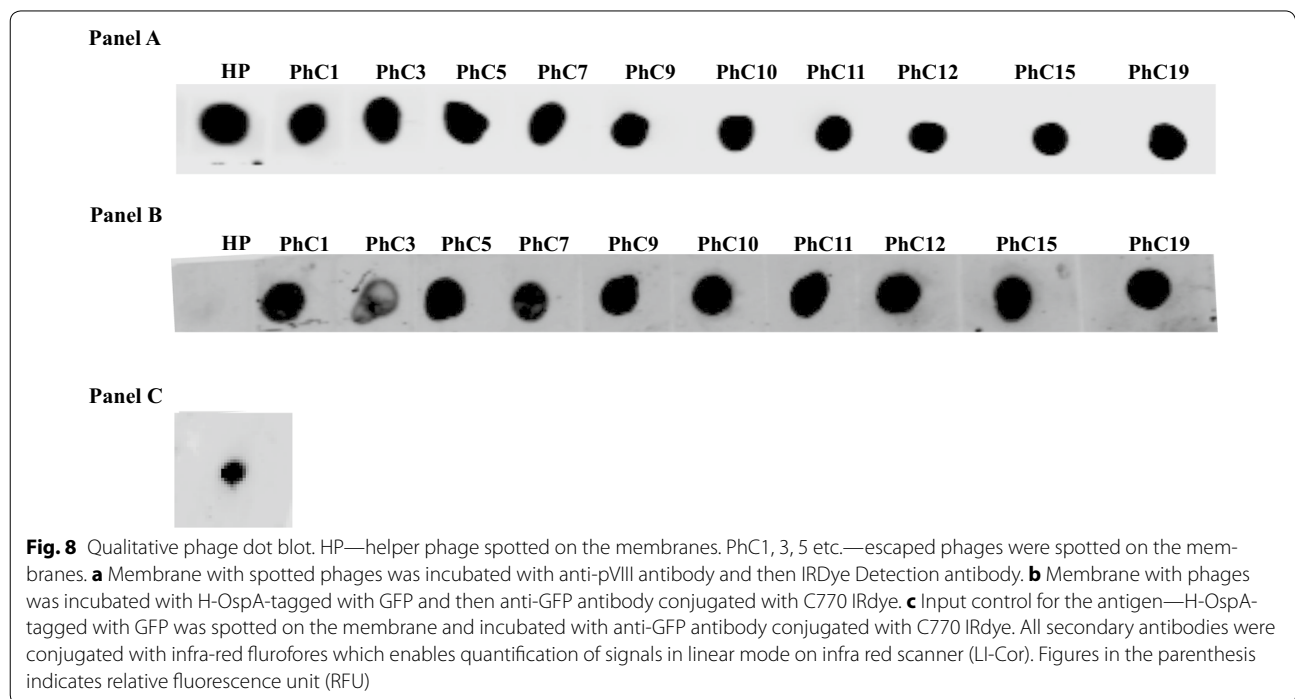 Panel A
HP PhC1 PhC3 PhC5 PhC7 PhC9 PhC10 PhC11 PhC12 PhC15 PhC19
Panel B
HP PhC1 PhC3 PhC5 PhC7 PhC9 PhC10 PhC11 PhC12 PhC15 PhC19
Panel C
Fig. 8 Qualitative phage dot blot. HP—helper phage spotted on the membranes. PhC1, 3, 5 etc.—escaped phages were spotted on the mem-
branes. a Membrane with spotted phages was incubated with anti-pVIII antibody and then IRDye Detection antibody. b Membrane with phages
was incubated with H-OspA-tagged with GFP and then anti-GFP antibody conjugated with C770 IRdye. c Input control for the antigen—H-OspA-
tagged with GFP was spotted on the membrane and incubated with anti-GFP antibody conjugated with C770 IRdye. All secondary antibodies were
conjugated with infra-red flurofores which enables quantification of signals in linear mode on infra red scanner (LI-Cor). Figures in the parenthesis
indicates relative fluorescence unit (RFU)